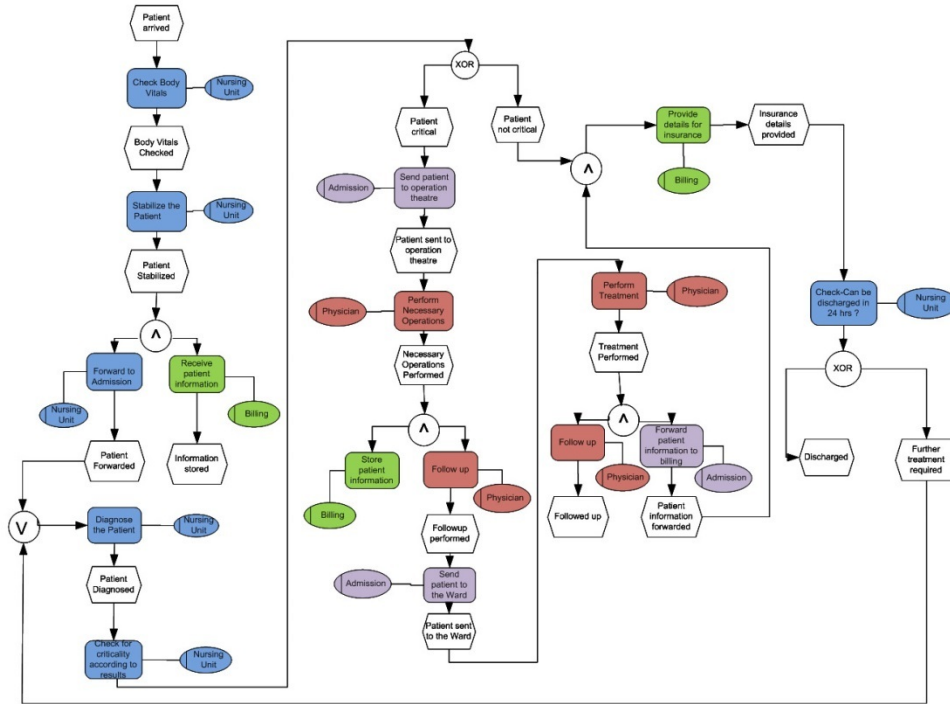 Patient
arrived
Check Body
Vitals
Nursing
Unit
Body Vitals
Checked
Stabilize the
Patient
Nursing
Unit
Patient
Stabilized
∧
Forward to
Admission
Nursing
Unit
Receive
patient
information
Billing
Patient
Forwarded
Information
stored
V
Diagnose
the Patient
Nursing
Unit
Patient
Diagnosed
Check for
criticality
according to
results
Nursing
Unit
XOR
Patient
critical
Patient
not critical
Admission
Send patient
to operation
theatre
Patient sent to
operation
theatre
Physician
Perform
Necessary
Operations
Necessary
Operations
Performed
∧
Store
patient
information
Billing
Follow up
Physician
Followup
performed
Admission
Send
patient to
the Ward
Patient sent
to the Ward
Perform
Treatment
Physician
Treatment
Performed
∧
Follow up
Physician
Followed up
Forward
patient
information to
billing
Admission
Patient
information
forwarded
∧
Provide
details for
insurance
Billing
Insurance
details
provided
Check-Can be
discharged in
24 hrs ?
Nursing
Unit
XOR
Discharged
Further
treatment
required